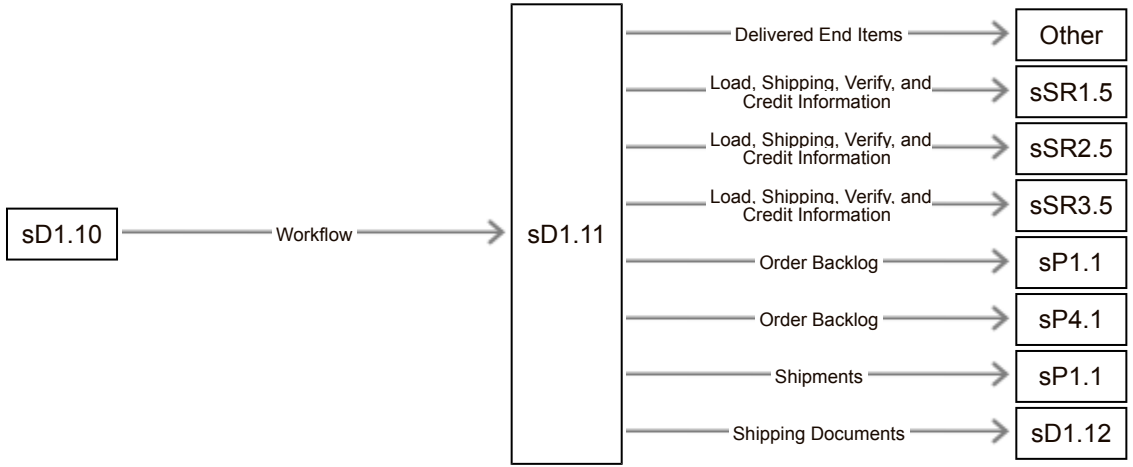 sD1.10
Workflow
sD1.11
Delivered End Items
Other
Load, Shipping, Verify, and
Credit Information
sSR1.5
Load, Shipping, Verify, and
Credit Information
sSR2.5
Load, Shipping, Verify, and
Credit Information
sSR3.5
Order Backlog
sP1.1
Order Backlog
sP4.1
Shipments
sP1.1
Shipping Documents
sD1.12